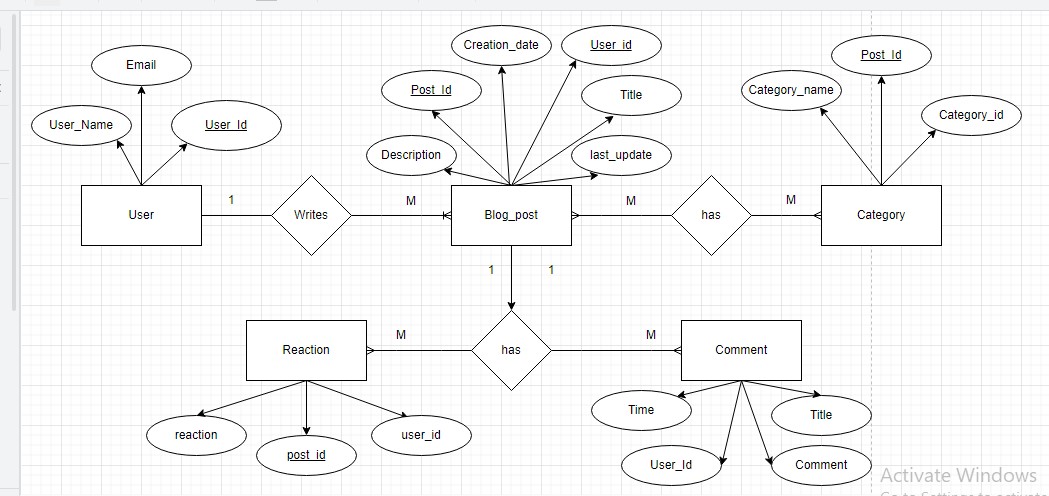 Creation_date
User_id
Post_Id
Email
Post_Id
Title
Category_name
User_Name
User_Id
Category_id
Description
last_update
1
M
M
M
User
Writes
Blog_post
has
Category
1
1
M
M
Reaction
has
Comment
Time
Title
reaction
user_id
post_id
User_Id
Comment
Activate Windows